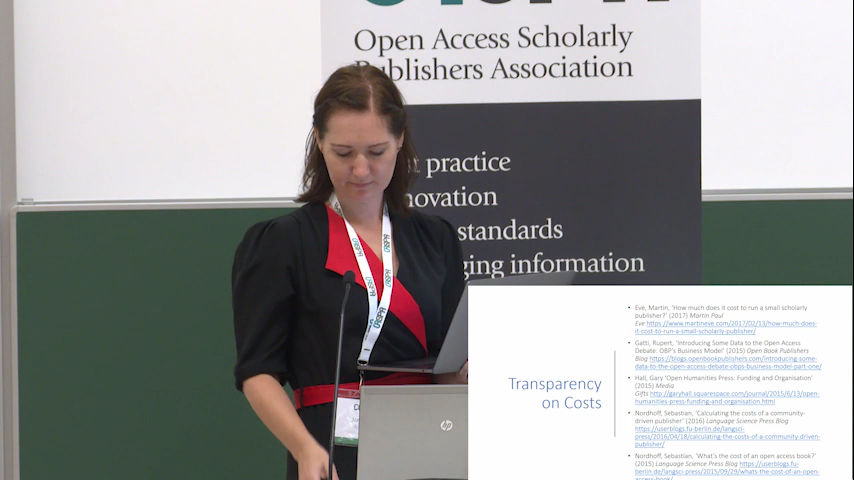 Open Access Scholarly
Publishers Association
practice
standards
ging information
OASPA
hp
Transparency
on Costs
• Eve, Martin, 'How much does it cost to run a small scholarly
publisher?' (2017) Martin Paul
Eve https://www.martineve.com/2017/02/13/how-much-does-
it-cost-to-run-a-small-scholarly-publisher/
• Gatti, Rupert, 'Introducing Some Data to the Open Access
Debate: OBP's Business Model' (2015) Open Book Publishers
Blog https://blogs.openbookpublishers.com/introducing-some-
data-to-the-open-access-debate-obps-business-model-part-one/
• Hall, Gary 'Open Humanities Press: Funding and Organisation'
(2015) Media
Gifts http://garyhall.squarespace.com/journal/2015/6/13/open-
humanities-press-funding-and-organisation.html
• Nordhoff, Sebastian, 'Calculating the costs of a community-
driven publisher' (2016) Language Science Press Blog
https://userblogs.fu-berlin.de/langsci-
press/2016/04/18/calculating-the-costs-of-a-community-driven-
publisher/
• Nordhoff, Sebastian, 'What's the cost of an open access book?'
(2015) Language Science Press Blog https://userblogs.fu-
berlin.de/langsci-press/2015/09/29/whats-the-cost-of-an-open-
access-book/